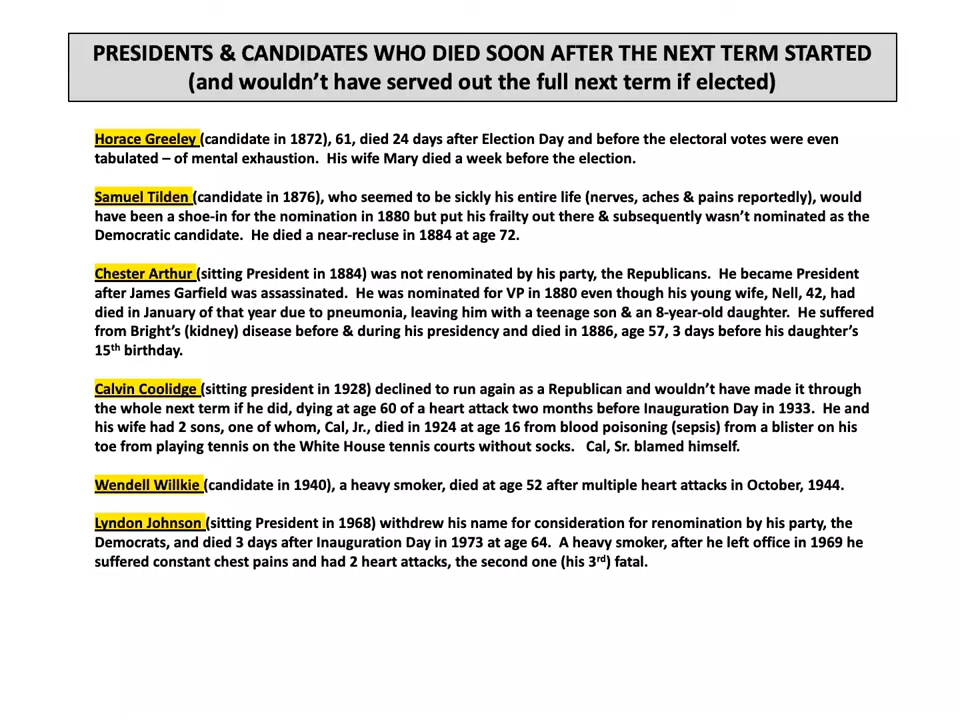 PRESIDENTS & CANDIDATES WHO DIED SOON AFTER THE NEXT TERM STARTED
(and wouldn't have served out the full next term if elected)
Horace Greeley (candidate in 1872), 61, died 24 days after Election Day and before the electoral votes were even
tabulated – of mental exhaustion.  His wife Mary died a week before the election.
Samuel Tilden (candidate in 1876), who seemed to be sickly his entire life (nerves, aches & pains reportedly), would
have been a shoe-in for the nomination in 1880 but put his frailty out there & subsequently wasn't nominated as the
Democratic candidate.  He died a near-recluse in 1884 at age 72.
Chester Arthur (sitting President in 1884) was not renominated by his party, the Republicans.  He became President
after James Garfield was assassinated.  He was nominated for VP in 1880 even though his young wife, Nell, 42, had
died in January of that year due to pneumonia, leaving him with a teenage son & an 8-year-old daughter.  He suffered
from Bright's (kidney) disease before & during his presidency and died in 1886, age 57, 3 days before his daughter's
15th birthday.
Calvin Coolidge (sitting president in 1928) declined to run again as a Republican and wouldn't have made it through
the whole next term if he did, dying at age 60 of a heart attack two months before Inauguration Day in 1933.  He and
his wife had 2 sons, one of whom, Cal, Jr., died in 1924 at age 16 from blood poisoning (sepsis) from a blister on his
toe from playing tennis on the White House tennis courts without socks.   Cal, Sr. blamed himself.
Wendell Willkie (candidate in 1940), a heavy smoker, died at age 52 after multiple heart attacks in October, 1944.
Lyndon Johnson (sitting President in 1968) withdrew his name for consideration for renomination by his party, the
Democrats, and died 3 days after Inauguration Day in 1973 at age 64.  A heavy smoker, after he left office in 1969 he
suffered constant chest pains and had 2 heart attacks, the second one (his 3rd) fatal.